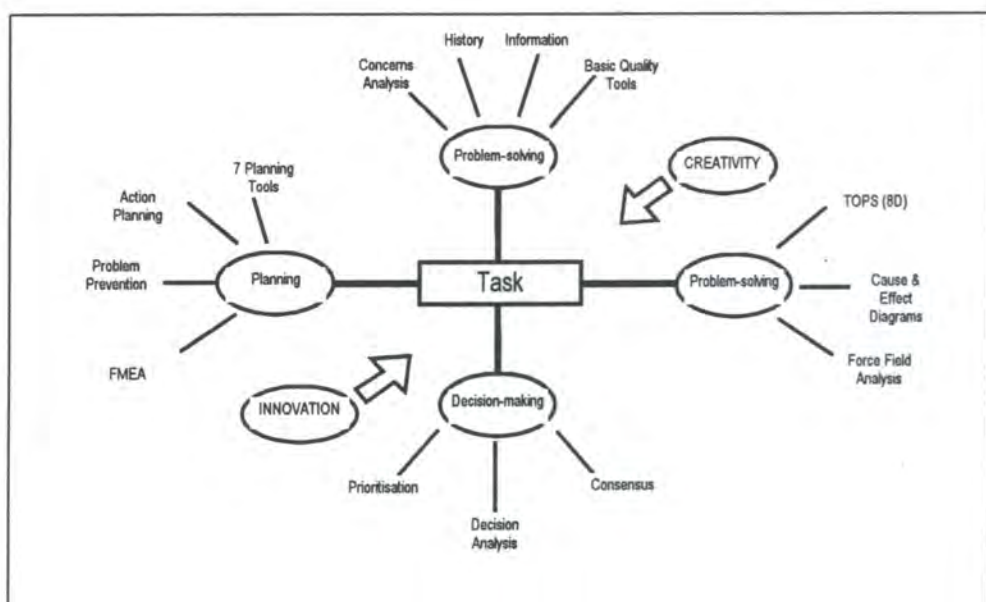 History
Information
Concerns
Analysis
Basic Quality
Tools
Problem-solving
CREATIVITY
7 Planning
Tools
Action
Planning
TOPS (8D)
Problem
Prevention
Planning
Task
Problem-solving
Cause &
Effect
Diagrams
FMEA
Force Field
Analysis
INNOVATION
Decision-making
Prioritisation
Consensus
Decision
Analysis